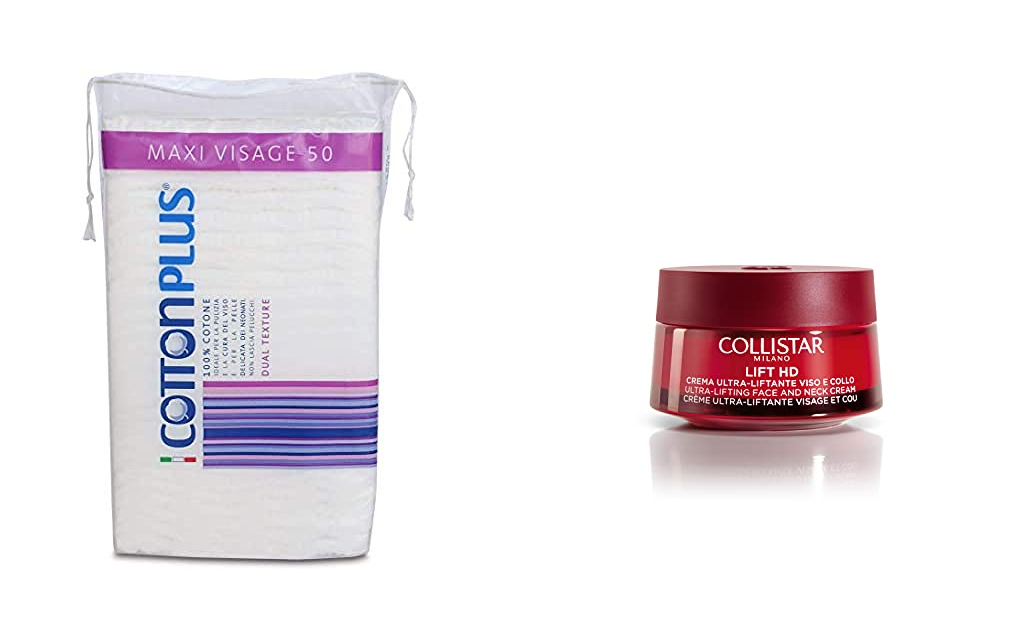 MAXI VISAGE 50
COTTONPLUS®
100% COTONE
IDEALE PER LA PULIZIA
E LA CURA DEL VISO
E PER LA PELLE
DELICATA DEI NEONATI.
NON LASCIA PELUCCHI.
DUAL TEXTURE
COLLISTAR
MILANO
LIFT HD
CREMA ULTRA-LIFTANTE VISO E COLLO
ULTRA-LIFTING FACE AND NECK CREAM
CRÈME ULTRA-LIFTANTE VISAGE ET COU